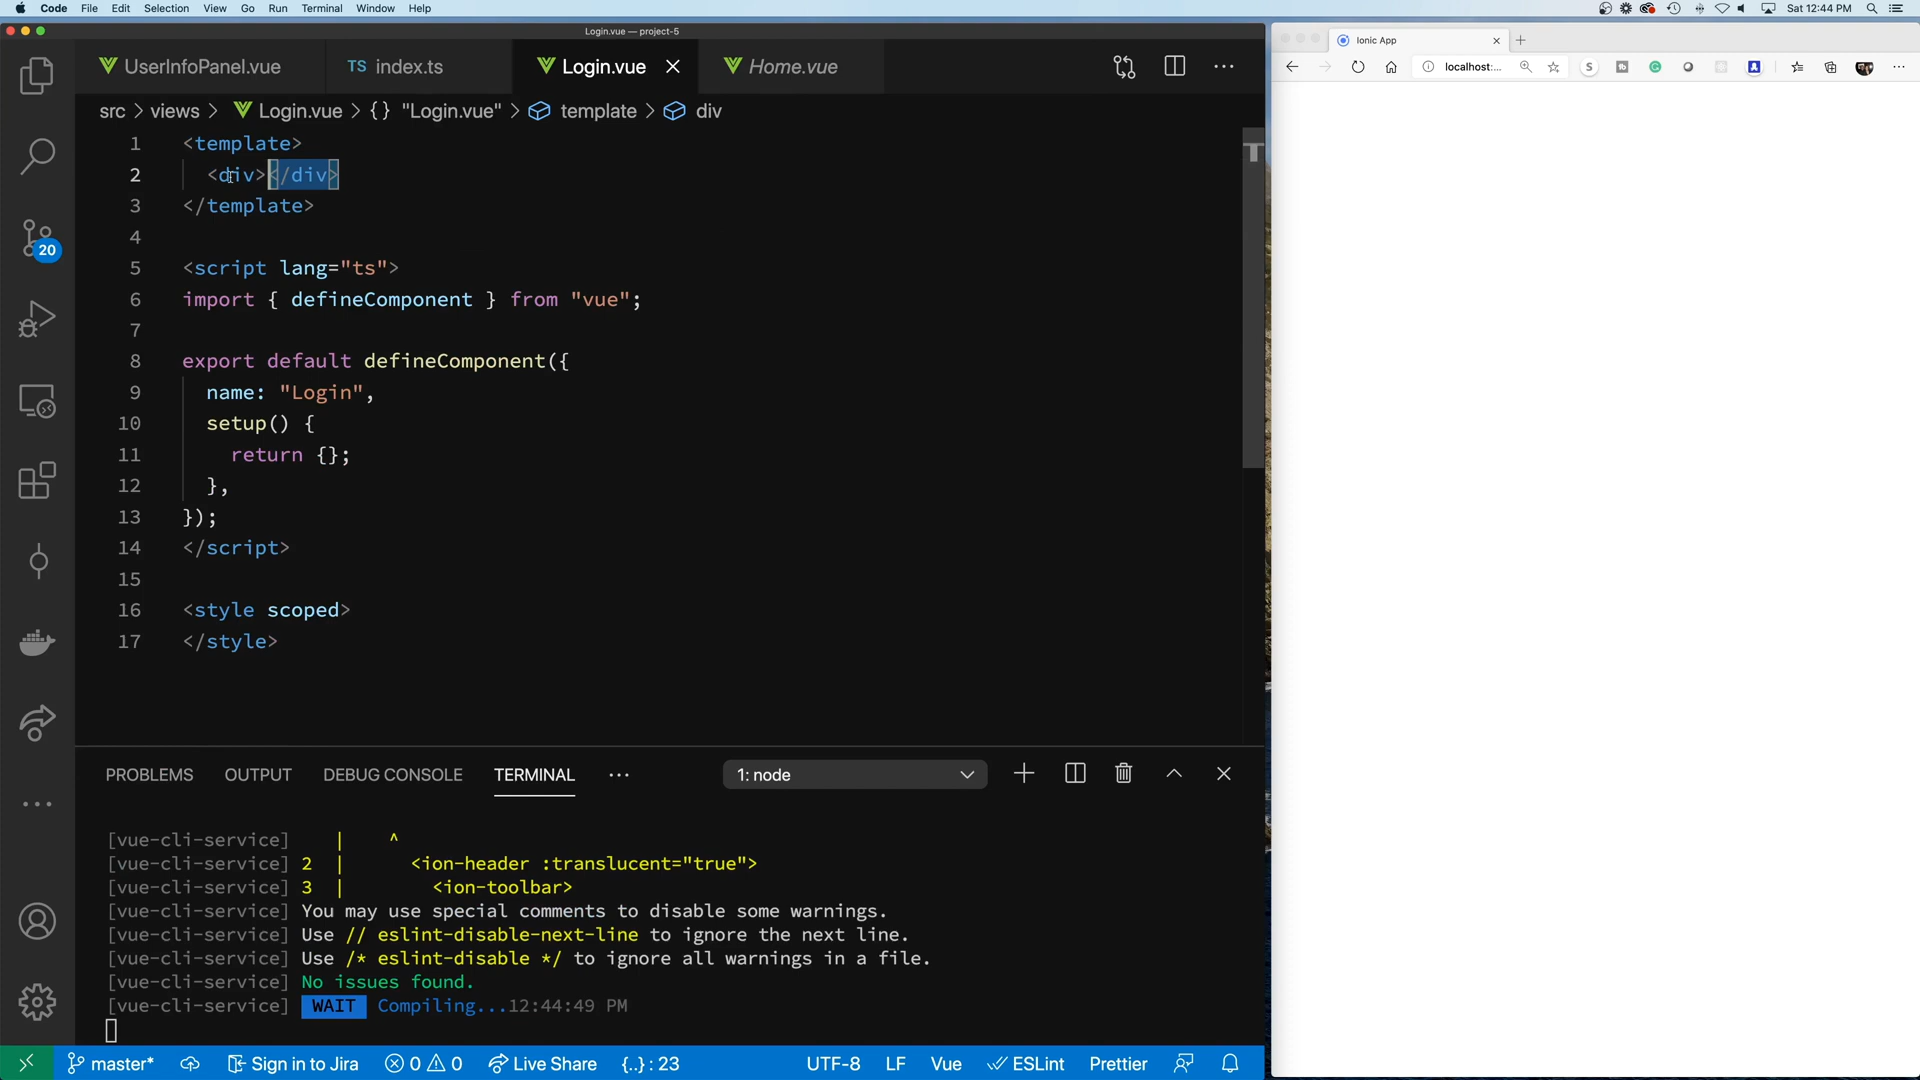 Code File Edit Selection View Go Run Terminal Window Help
Sat 12:44 PM
Login.vue — project-5
Ionic App
UserInfoPanel.vue
TS index.ts
Login.vue
Home.vue
localhost:...
src > views > Login.vue > {} "Login.vue" > template > div
1 <template>
2 <div></div>
3 </template>
4
5 <script lang="ts">
6 import { defineComponent } from "vue";
7
8 export default defineComponent({
9 name: "Login",
10 setup() {
11 return {};
12 },
13 });
14 </script>
15
16 <style scoped>
17 </style>
20
PROBLEMS OUTPUT DEBUG CONSOLE TERMINAL ... 1: node
[vue-cli-service] | ^
[vue-cli-service] 2 | <ion-header :translucent="true">
[vue-cli-service] 3 | <ion-toolbar>
[vue-cli-service] You may use special comments to disable some warnings.
[vue-cli-service] Use // eslint-disable-next-line to ignore the next line.
[vue-cli-service] Use /* eslint-disable */ to ignore all warnings in a file.
[vue-cli-service] No issues found.
[vue-cli-service] WAIT Compiling...12:44:49 PM
master* Sign in to Jira 0 0 Live Share {..} : 23 UTF-8 LF Vue ESLint Prettier